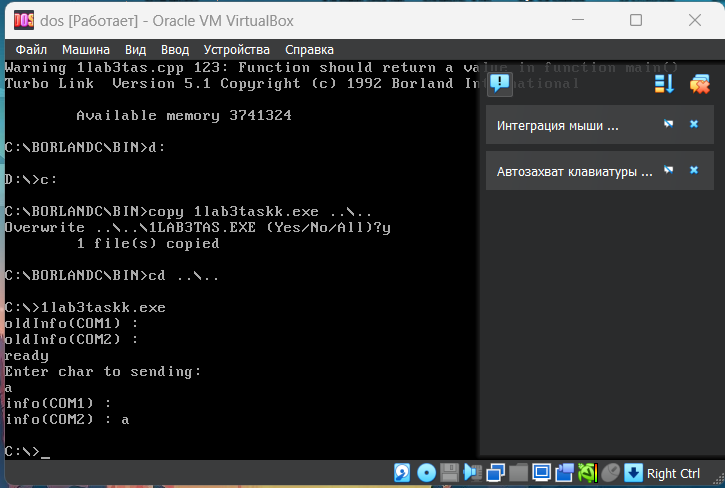 DOS
dos [Работает] - Oracle VM VirtualBox
Файл Машина Вид Ввод Устройства Справка
Warning 1lab3tas.cpp 123: Function should return a value in function main()
Turbo Link  Version 5.1 Copyright (c) 1992 Borland International
Available memory 3741324
C:\BORLANDC\BIN>d:
D:\>c:
C:\BORLANDC\BIN>copy 1lab3taskk.exe ..\..
Overwrite ..\..\1LAB3TAS.EXE (Yes/No/All)?y
1 file(s) copied
C:\BORLANDC\BIN>cd ..\..
C:\>1lab3taskk.exe
oldInfo(COM1) :
oldInfo(COM2) :
ready
Enter char to sending:
a
info(COM1) :
info(COM2) : a
C:\>_
Интеграция мыши ...
Автозахват клавиатуры ...
Right Ctrl